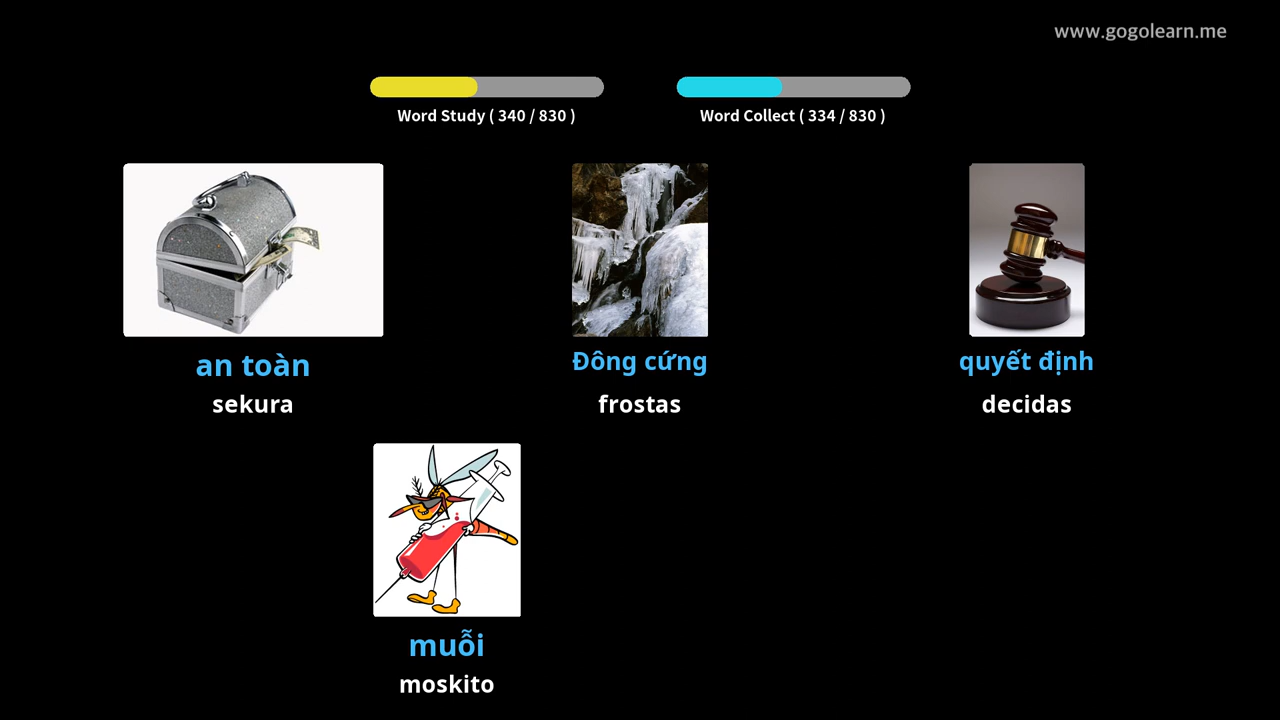 www.gogolearn.me
Word Study ( 340 / 830 )
Word Collect ( 334 / 830 )
an toàn
Đông cứng
quyết định
sekura
frostas
decidas
muỗi
moskito